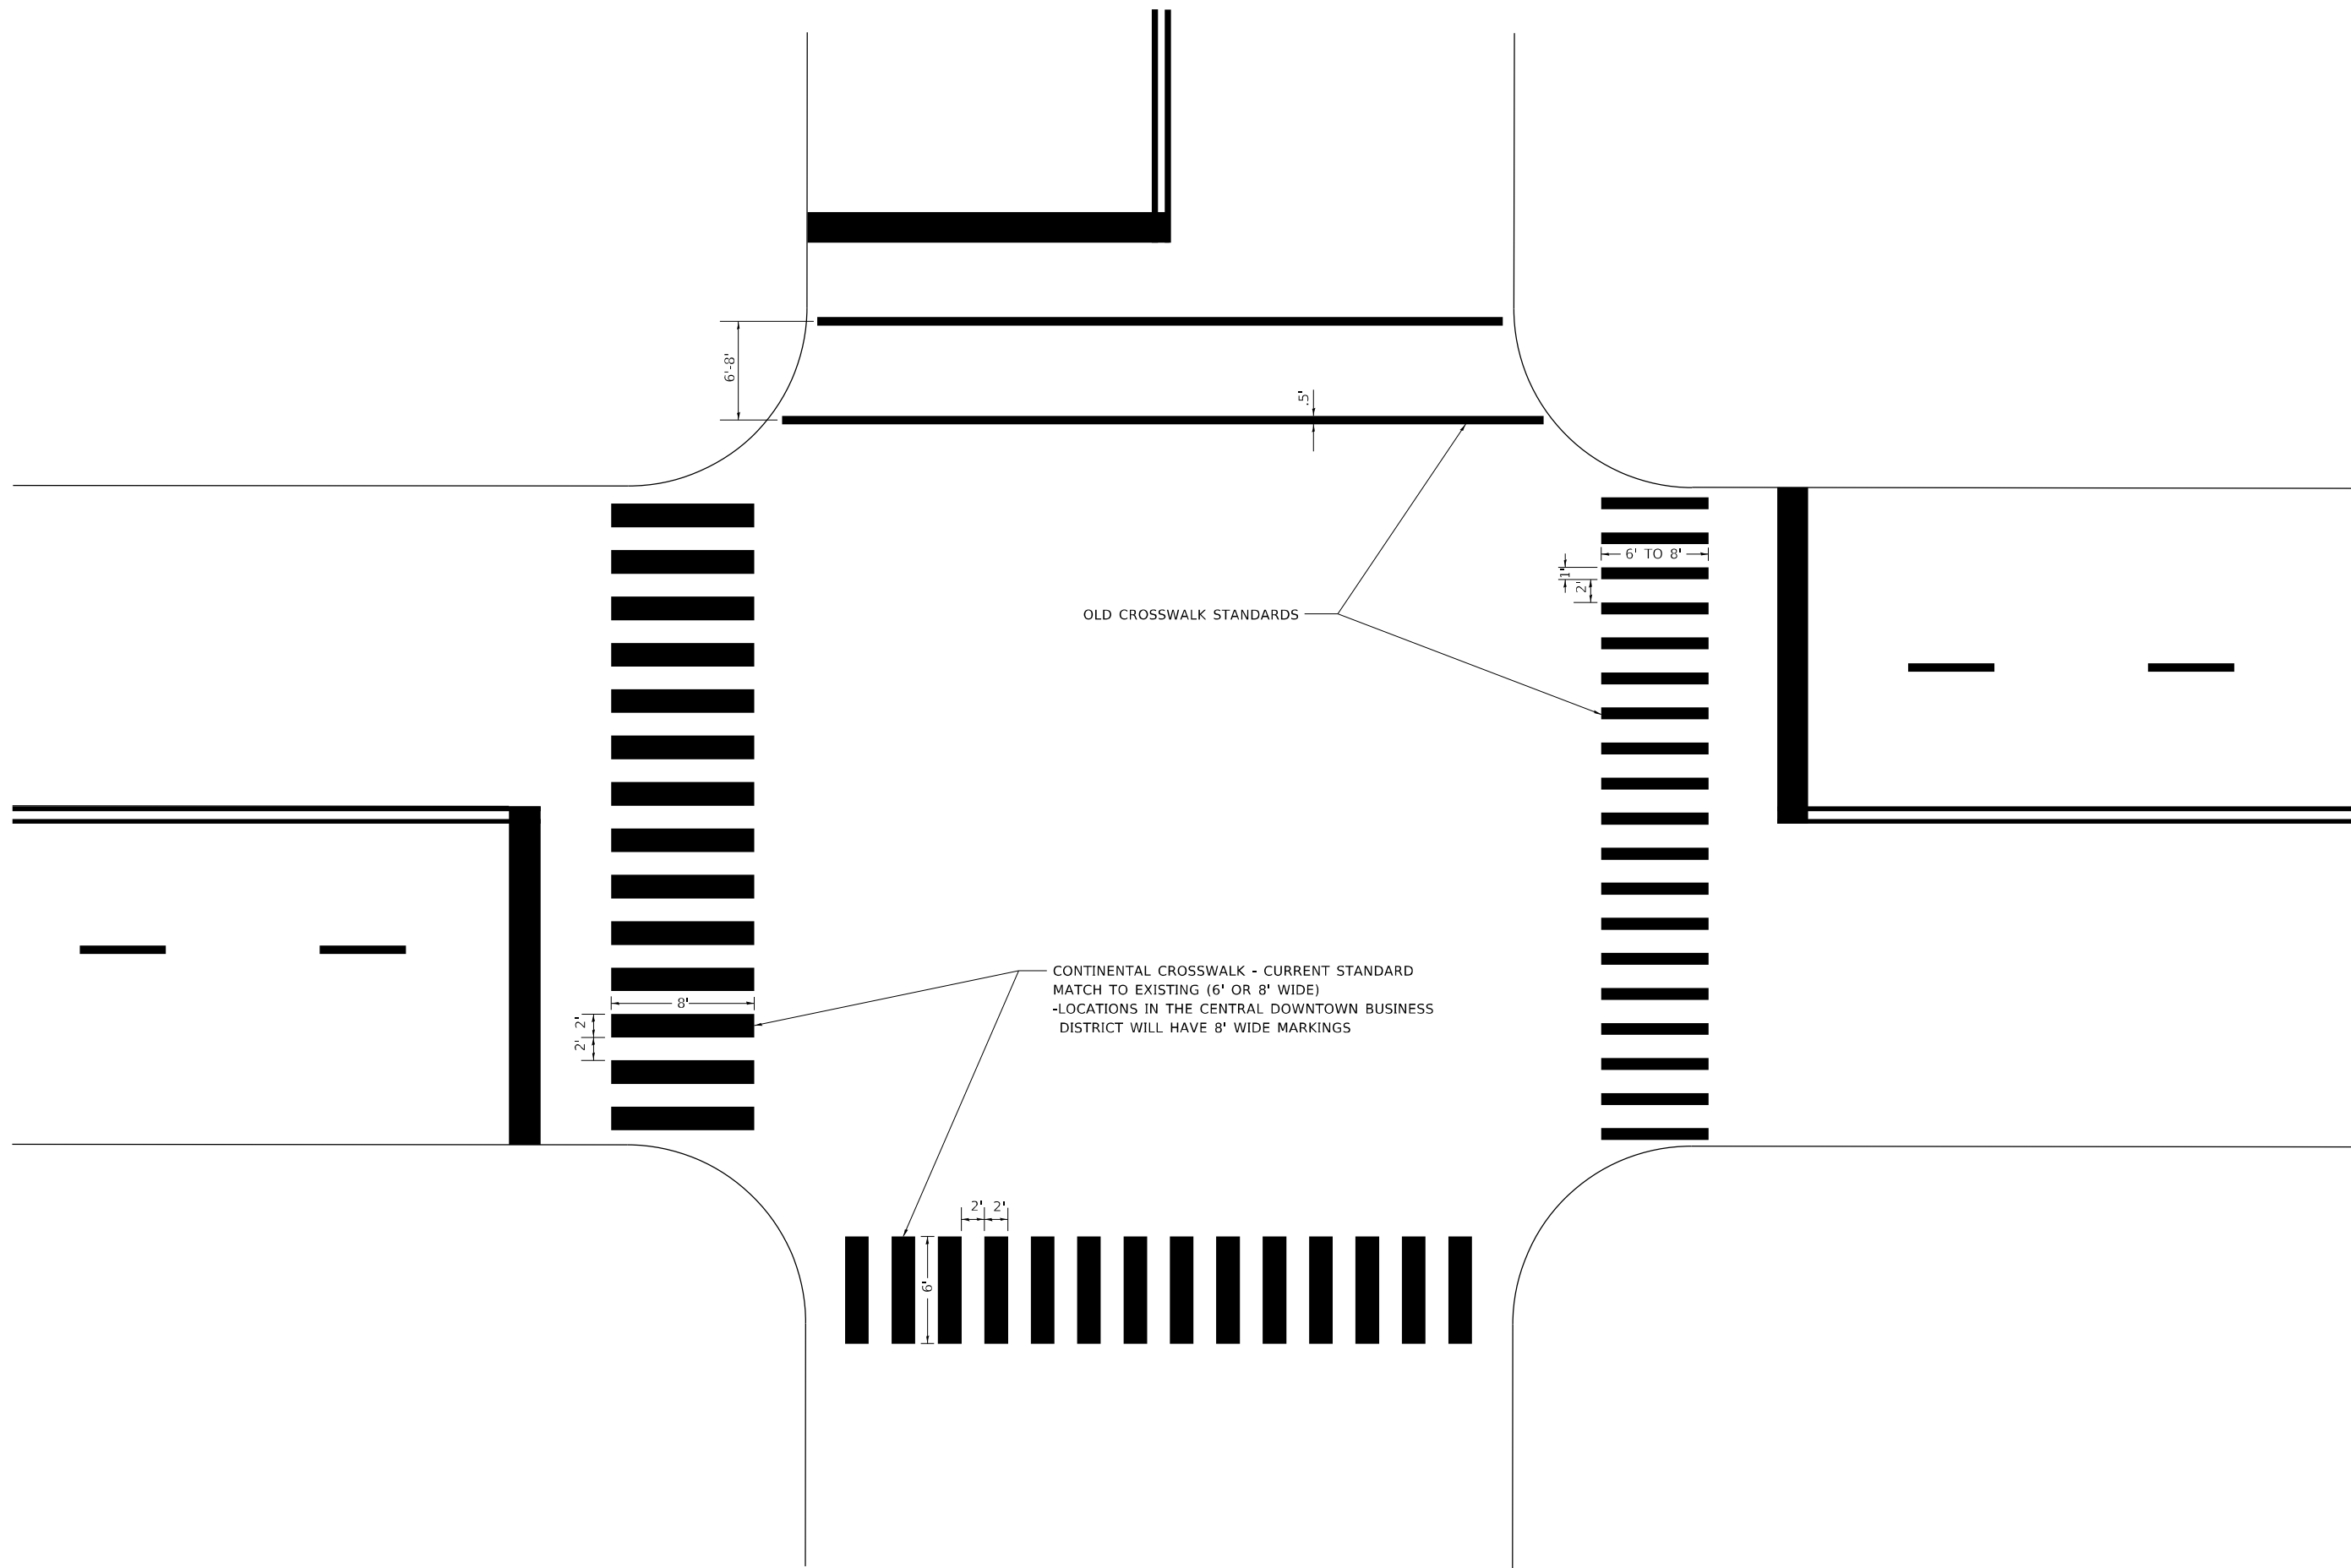 6'-8'
.5'
6' TO 8'
1'
2'
OLD CROSSWALK STANDARDS
CONTINENTAL CROSSWALK - CURRENT STANDARD
MATCH TO EXISTING (6' OR 8' WIDE)
-LOCATIONS IN THE CENTRAL DOWNTOWN BUSINESS
DISTRICT WILL HAVE 8' WIDE MARKINGS
8'
2'
2'
2' 2'
6'